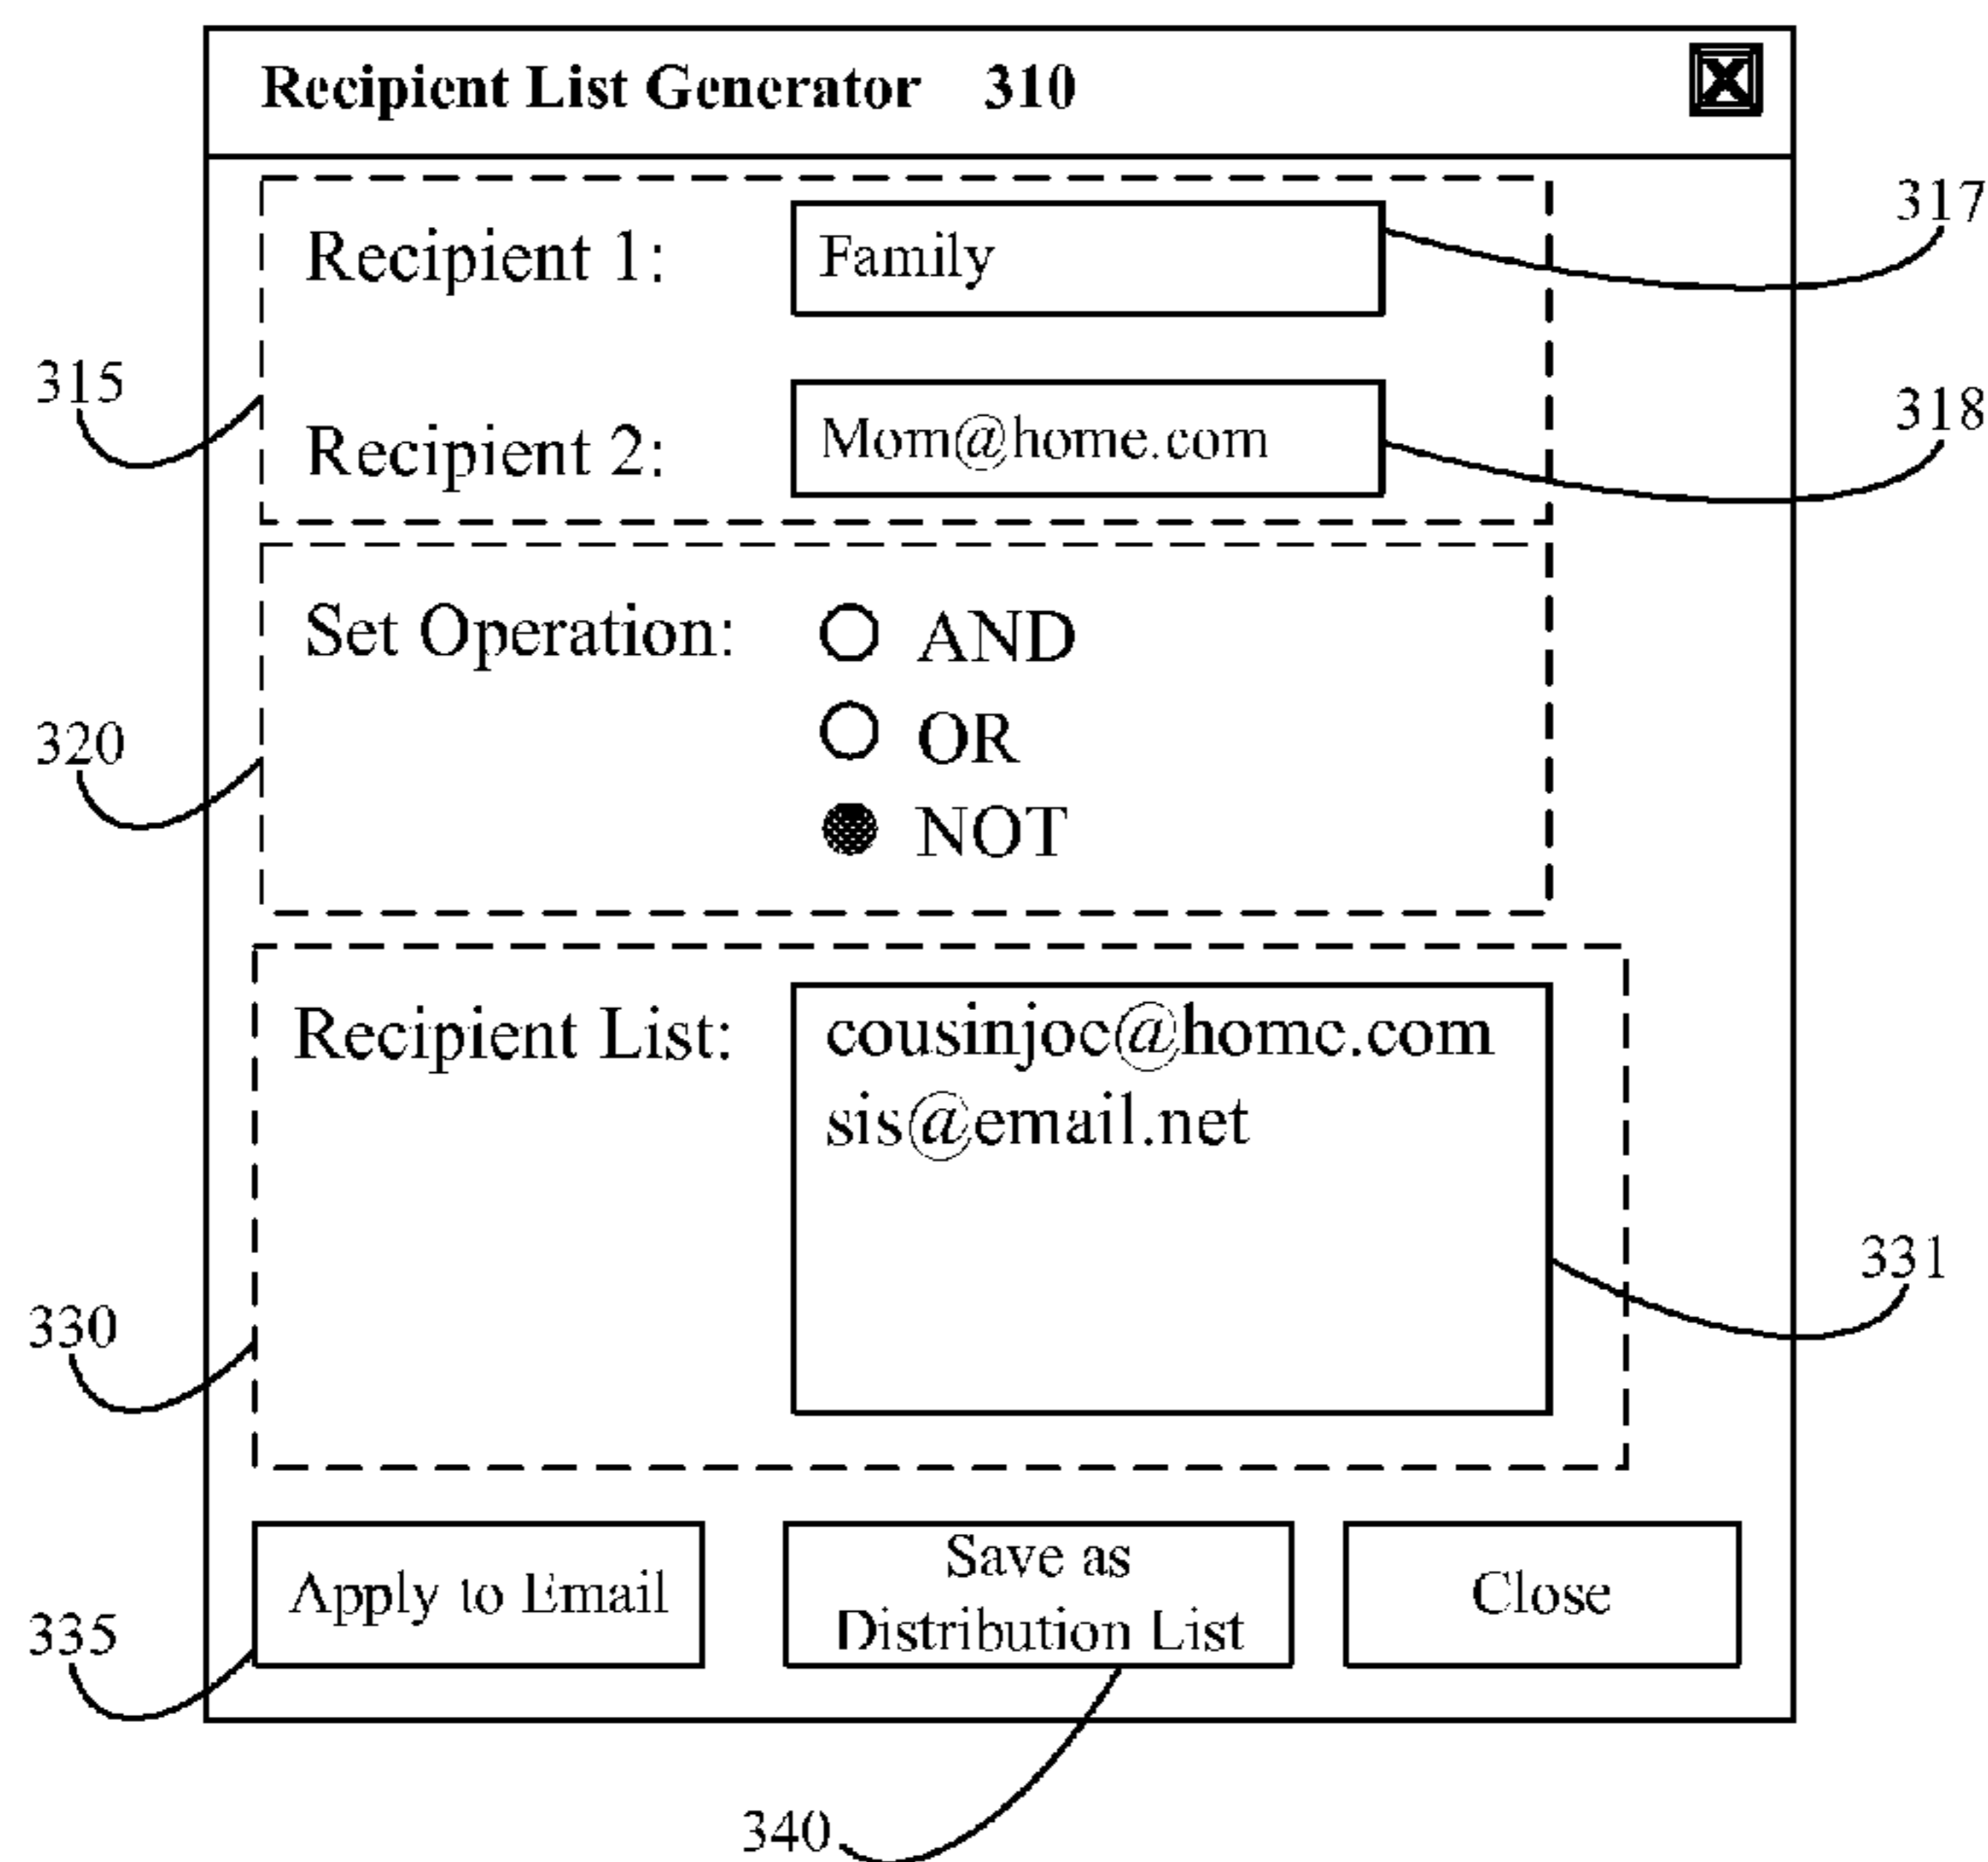 Recipient List Generator 310
X
Recipient 1: Family
317
315
Recipient 2: Mom@home.com
318
Set Operation: AND
OR
320
NOT
Recipient List: cousinjoe@home.com
sis@email.net
331
330
Apply to Email
Save as
Distribution List
Close
335
340